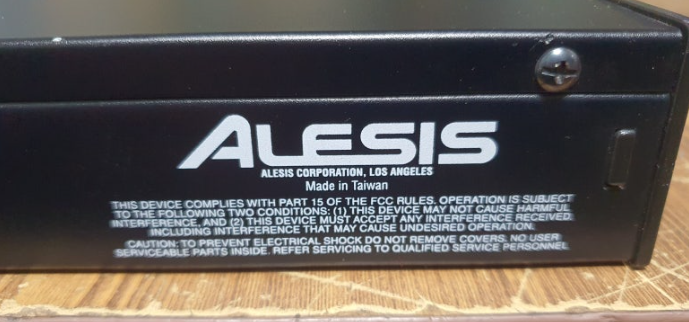 ALESIS
ALESIS CORPORATION, LOS ANGELES
Made in Taiwan
THIS DEVICE COMPLIES WITH PART 15 OF THE FCC RULES. OPERATION IS SUBJECT
TO THE FOLLOWING TWO CONDITIONS: (1) THIS DEVICE MAY NOT CAUSE HARMFUL
INTERFERENCE, AND (2) THIS DEVICE MUST ACCEPT ANY INTERFERENCE RECEIVED,
INCLUDING INTERFERENCE THAT MAY CAUSE UNDESIRED OPERATION.
CAUTION: TO PREVENT ELECTRICAL SHOCK DO NOT REMOVE COVERS. NO USER
SERVICEABLE PARTS INSIDE. REFER SERVICING TO QUALIFIED SERVICE PERSONNEL